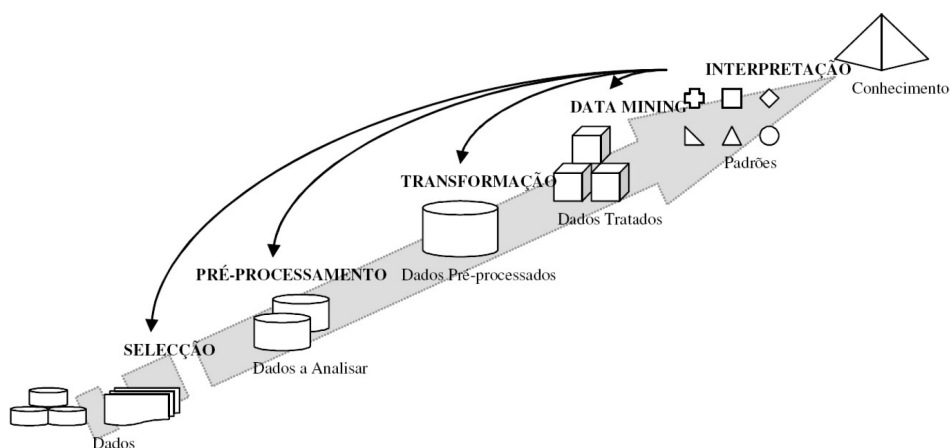 INTERPRETAÇÃO
Conhecimento
DATA MINING
Padrões
TRANSFORMAÇÃO
Dados Tratados
PRÉ-PROCESSAMENTO
Dados Pré-processados
SELECÇÃO
Dados a Analisar
Dados